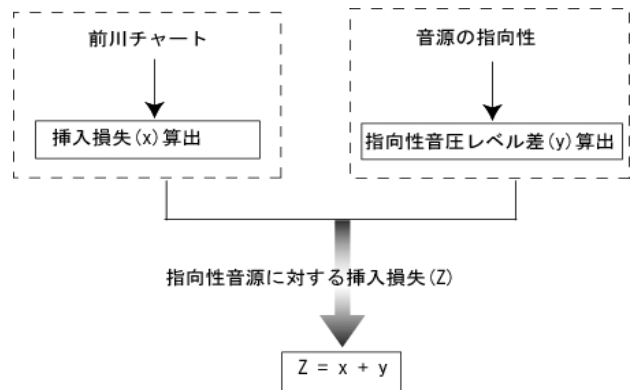 前川チャート
挿入損失(x)算出
音源の指向性
指向性音圧レベル差(y)算出
指向性音源に対する挿入損失(Z)
Z = x + y